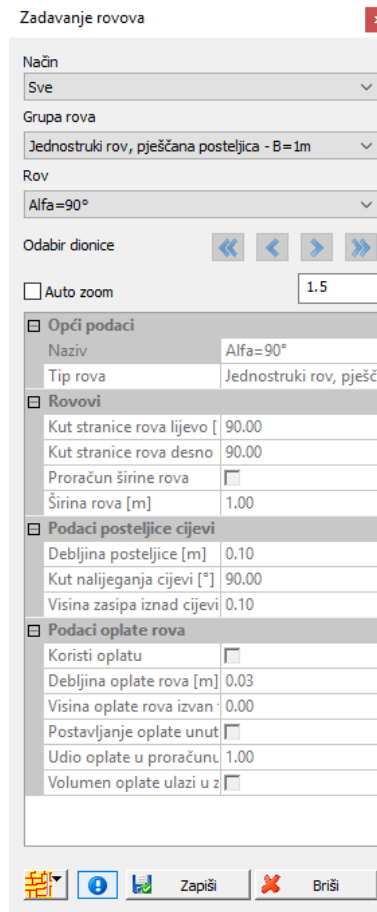 Zadavanje rovova
Način
Sve
Grupa rova
Jednostruki rov, pješčana posteljica - B=1m
Rov
Alfa=90°
Odabir dionice
Auto zoom 1.5
Opći podaci
Naziv Alfa=90°
Tip rova Jednostruki rov, pješč
Rovovi
Kut stranice rova lijevo [ 90.00
Kut stranice rova desno 90.00
Proračun širine rova
Širina rova [m] 1.00
Podaci posteljice cijevi
Debljina posteljice [m] 0.10
Kut nalijeganja cijevi [°] 90.00
Visina zasipa iznad cijevi 0.10
Podaci oplate rova
Koristi oplatu
Debljina oplate rova [m] 0.03
Visina oplate rova izvan 0.00
Postavljanje oplate unut
Udio oplate u proračunu 1.00
Volumen oplate ulazi u z
Zapiši Briši